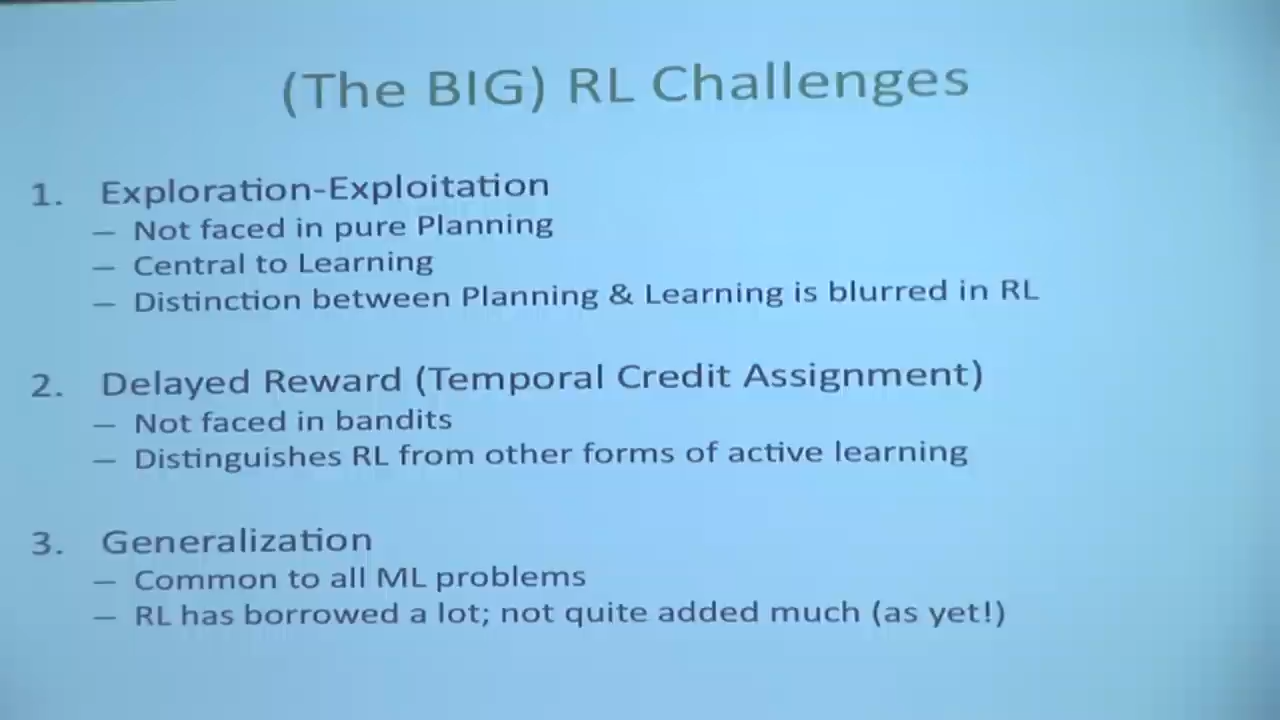 (The BIG) RL Challenges
1. Exploration-Exploitation
— Not faced in pure Planning
— Central to Learning
— Distinction between Planning & Learning is blurred in RL
2. Delayed Reward (Temporal Credit Assignment)
— Not faced in bandits
— Distinguishes RL from other forms of active learning
3. Generalization
— Common to all ML problems
— RL has borrowed a lot; not quite added much (as yet!)